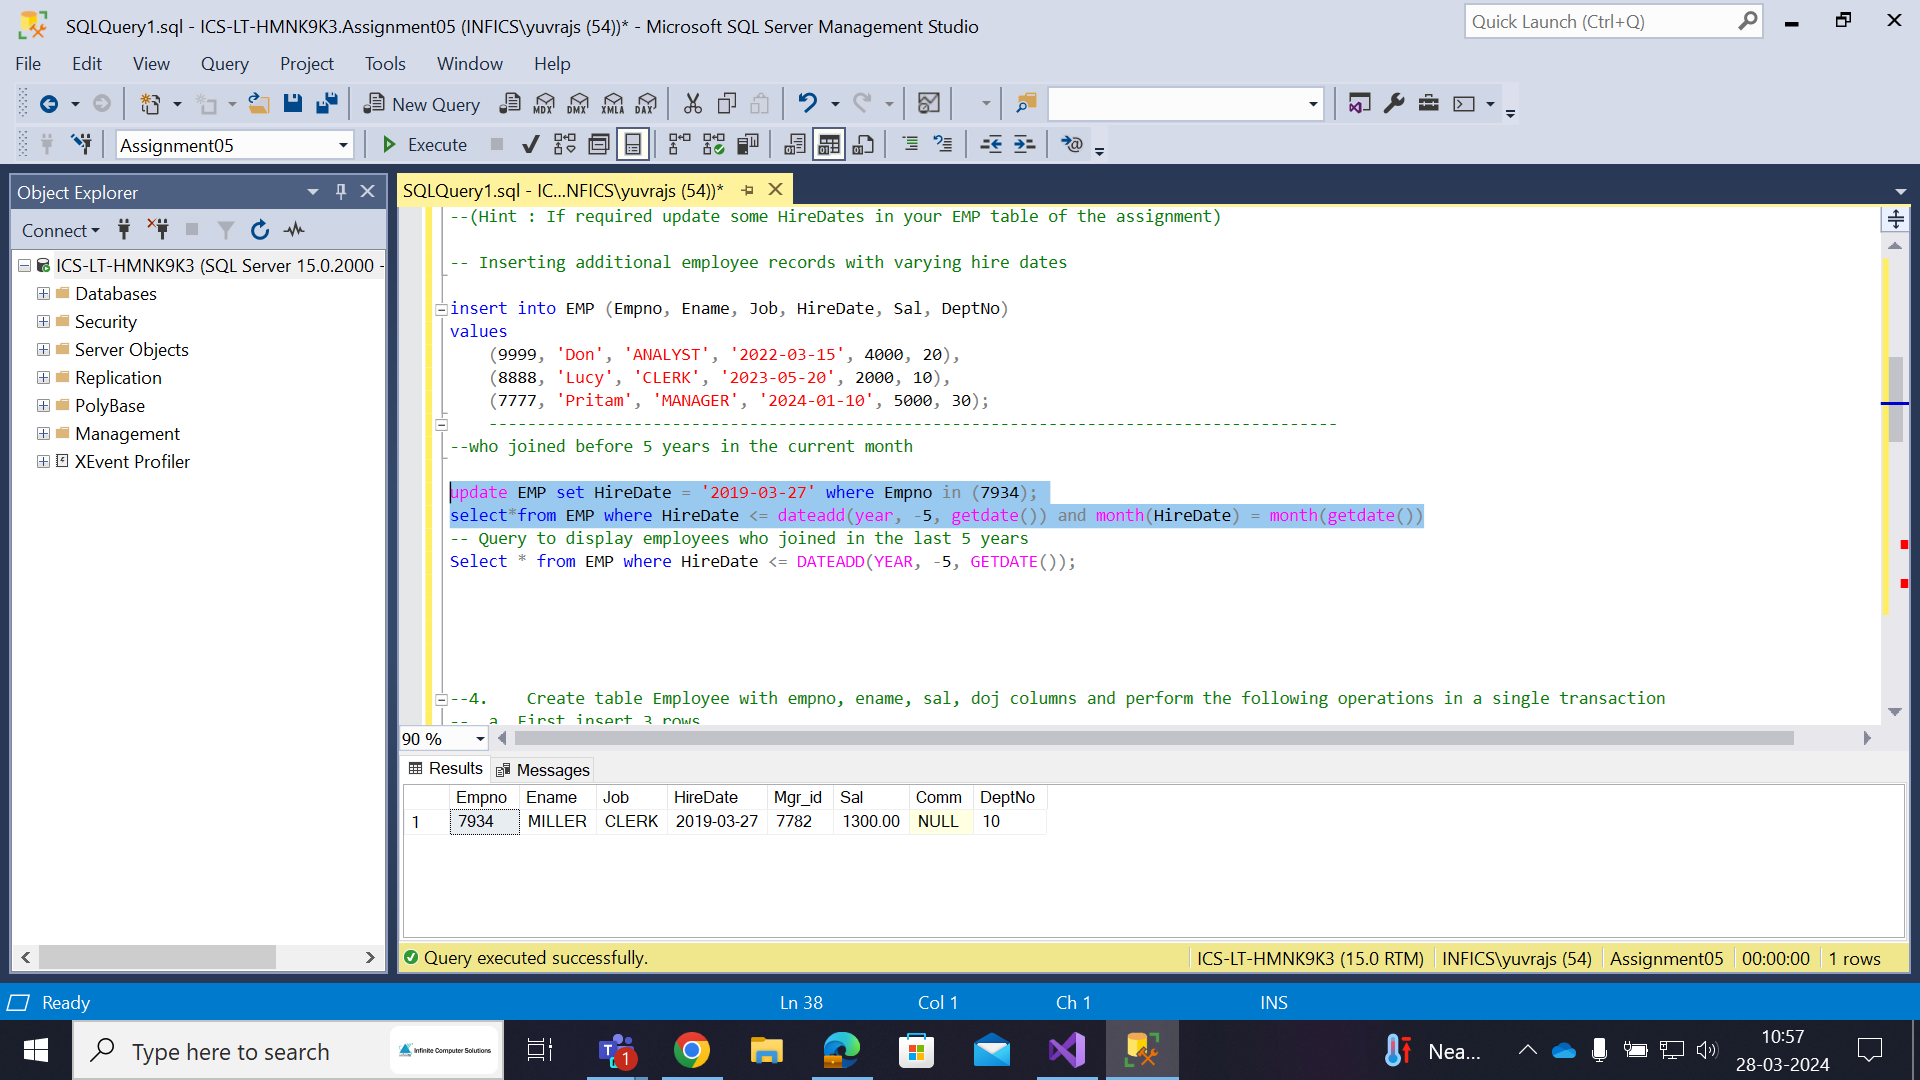 SQLQuery1.sql - ICS-LT-HMNK9K3.Assignment05 (INFICS\yuvrajs (54))* - Microsoft SQL Server Management Studio
Quick Launch (Ctrl+Q)
File Edit View Query Project Tools Window Help
New Query MDX DMX XMLA DAX
Assignment05 Execute
Object Explorer
SQLQuery1.sql - IC...NFICS\yuvrajs (54))*
Connect
ICS-LT-HMNK9K3 (SQL Server 15.0.2000 -
Databases
Security
Server Objects
Replication
PolyBase
Management
XEvent Profiler
--(Hint : If required update some HireDates in your EMP table of the assignment)
-- Inserting additional employee records with varying hire dates
insert into EMP (Empno, Ename, Job, HireDate, Sal, DeptNo)
values
(9999, 'Don', 'ANALYST', '2022-03-15', 4000, 20),
(8888, 'Lucy', 'CLERK', '2023-05-20', 2000, 10),
(7777, 'Pritam', 'MANAGER', '2024-01-10', 5000, 30);
----------------------------------------------------------------------------------------
--who joined before 5 years in the current month
update EMP set HireDate = '2019-03-27' where Empno in (7934);
select*from EMP where HireDate <= dateadd(year, -5, getdate()) and month(HireDate) = month(getdate())
-- Query to display employees who joined in the last 5 years
Select * from EMP where HireDate <= DATEADD(YEAR, -5, GETDATE());
--4. Create table Employee with empno, ename, sal, doj columns and perform the following operations in a single transaction
-- a. First insert 3 rows
90 %
Results Messages
Empno Ename Job HireDate Mgr_id Sal Comm DeptNo
1 7934 MILLER CLERK 2019-03-27 7782 1300.00 NULL 10
Query executed successfully. ICS-LT-HMNK9K3 (15.0 RTM) INFICS\yuvrajs (54) Assignment05 00:00:00 1 rows
Ready Ln 38 Col 1 Ch 1 INS
Type here to search
Infinite Computer Solutions
1
Nea...
10:57
28-03-2024